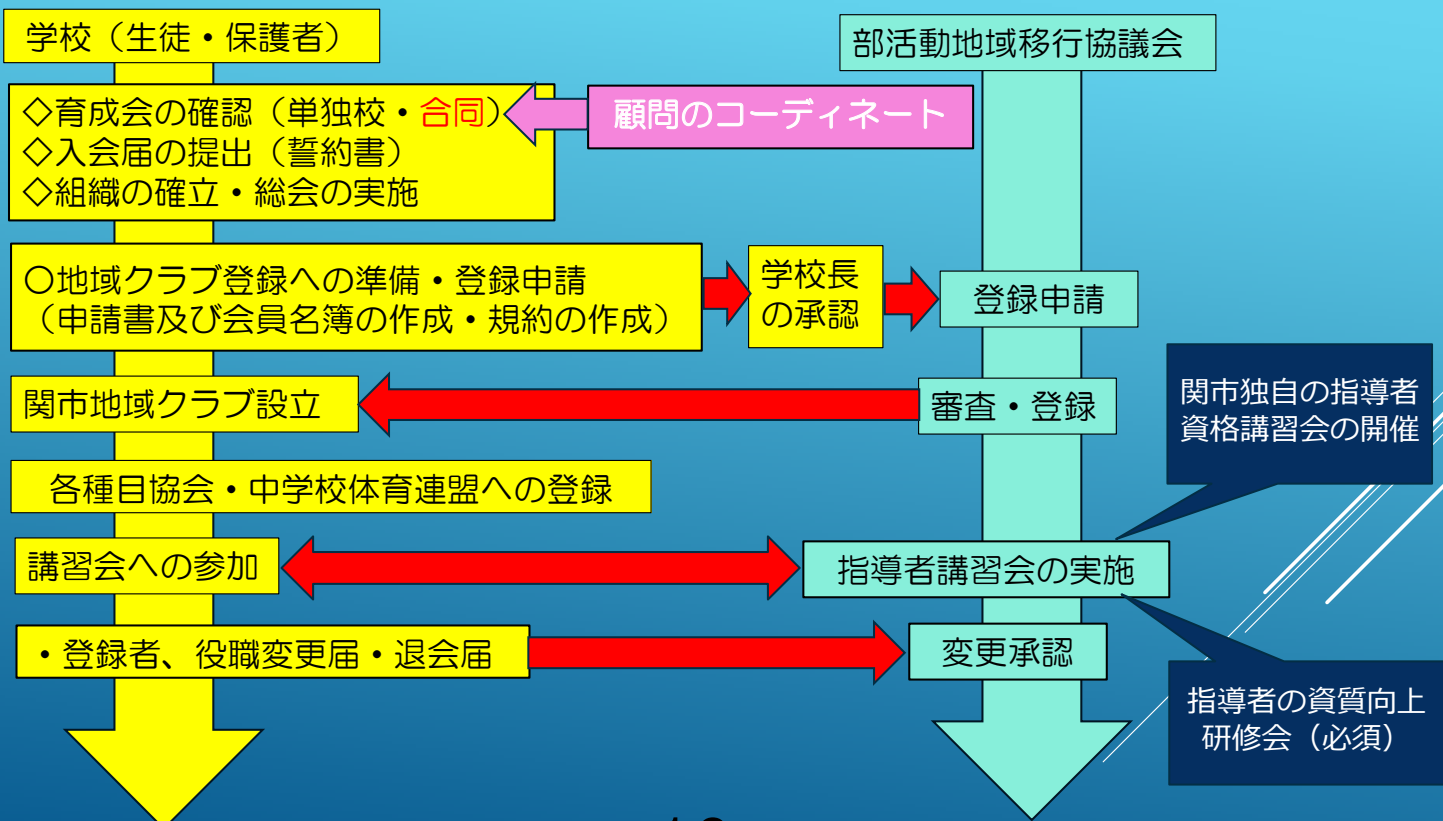 学校（生徒・保護者）
部活動地域移行協議会
◇育成会の確認（単独校・合同）
◇入会届の提出（誓約書）
◇組織の確立・総会の実施
顧問のコーディネート
〇地域クラブ登録への準備・登録申請
（申請書及び会員名簿の作成・規約の作成）
学校長
の承認
登録申請
関市地域クラブ設立
審査・登録
関市独自の指導者
資格講習会の開催
各種目協会・中学校体育連盟への登録
講習会への参加
指導者講習会の実施
・登録者、役職変更届・退会届
変更承認
指導者の資質向上
研修会（必須）